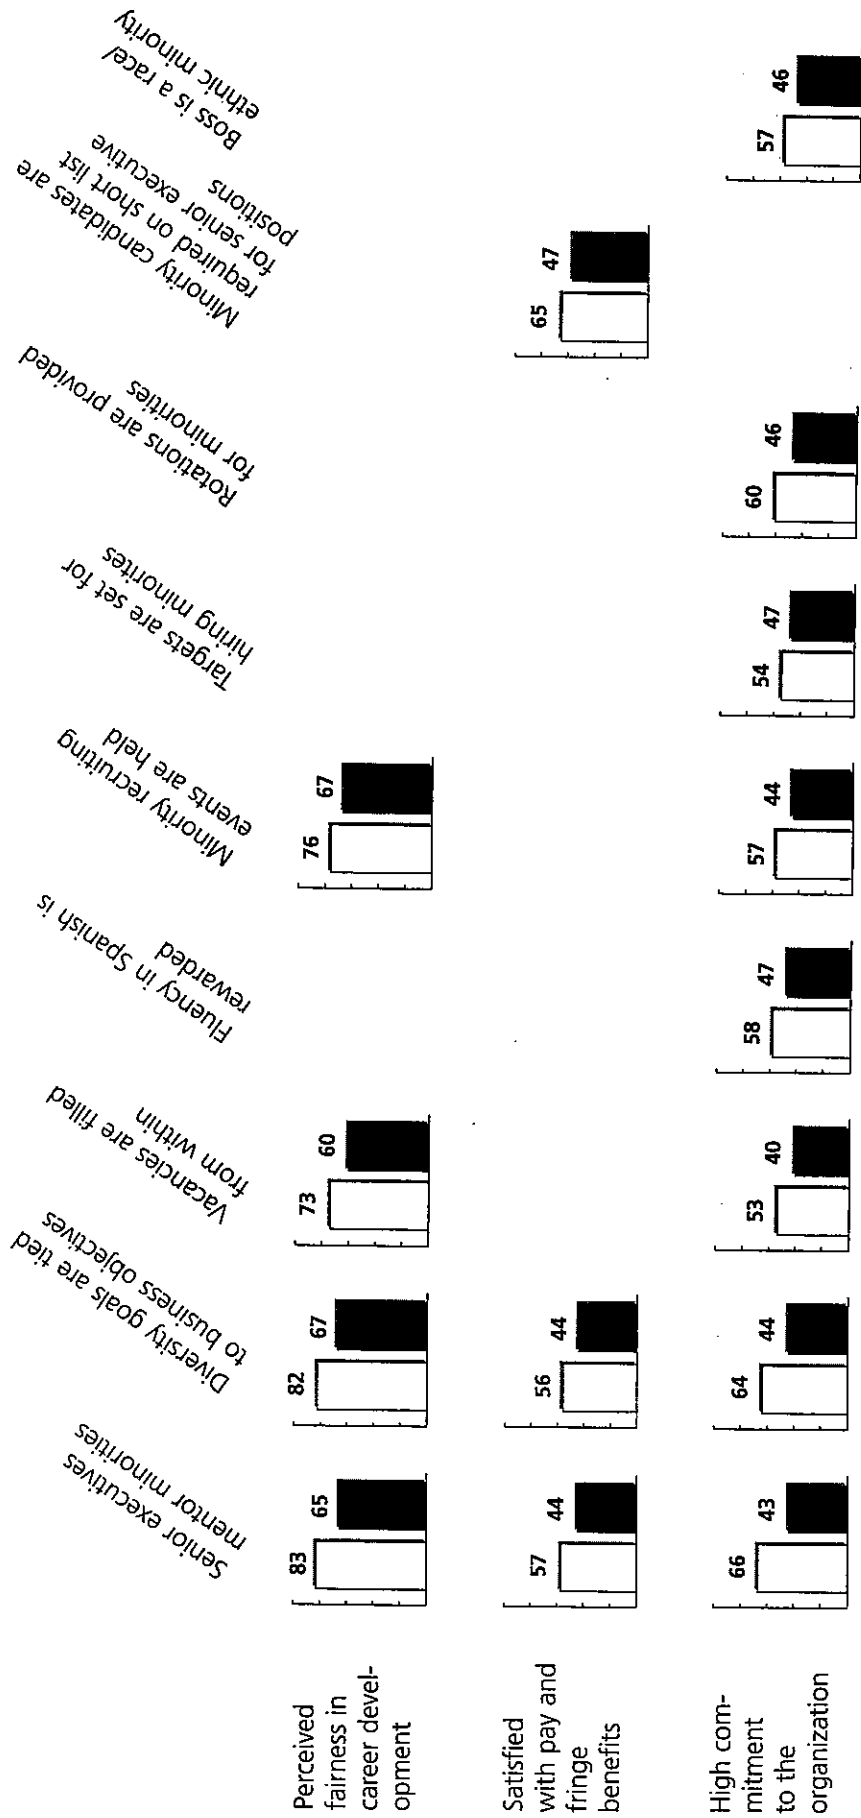 Senior executives
mentor minorities
Diversity goals are tied
to business objectives
Vacancies are filled
from within
Fluency in Spanish is
rewarded
Minority recruiting
events are held
Targets are set for
hiring minorites
Rotations are provided
for minorities
Minority candidates are
required on short list
for senior executive
positions
Boss is a race/
ethnic minority
Perceived
fairness in
career devel-
opment
83 65 82 67 73 60 76 67
Satisfied
with pay and
fringe
benefits
57 44 56 44 65 47
High com-
mitment
to the
organization
66 43 64 44 53 40 58 47 57 44 54 47 60 46 57 46